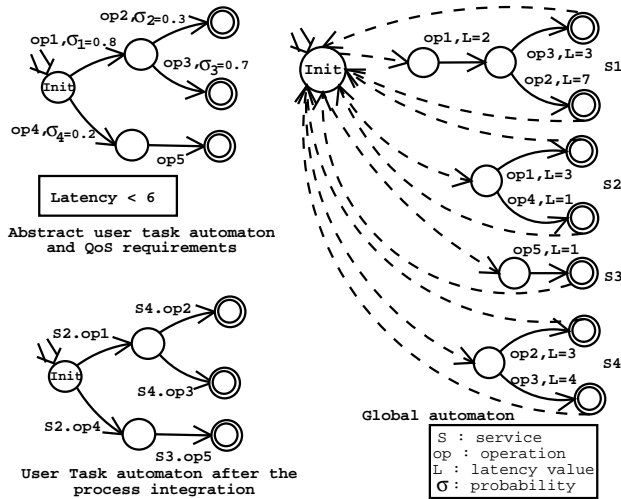 op2,σ2=0.3
op1,σ1=0.8
Init
op3,σ3=0.7
op4,σ4=0.2
op5
Latency < 6
Abstract user task automaton
and QoS requirements
S4.op2
S2.op1
Init
S4.op3
S2.op4
S3.op5
User Task automaton after the
process integration
Init
op1,L=2
op3,L=3
S1
op2,L=7
op1,L=3
S2
op4,L=1
op5,L=1
S3
op2,L=3
S4
op3,L=4
Global automaton
S : service
op : operation
L : latency value
σ : probability